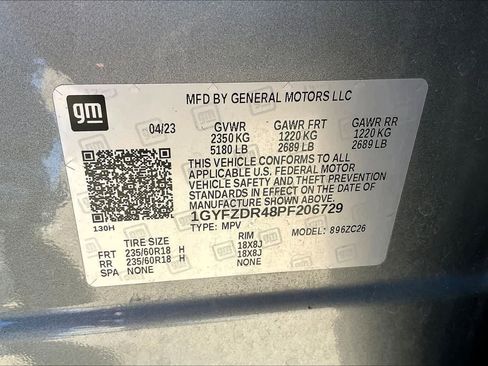 MFD BY GENERAL MOTORS LLC
gm
04/23 GVWR GAWR FRT GAWR RR
2350 KG 1220 KG 1220 KG
5180 LB 2689 LB 2689 LB
THIS VEHICLE CONFORMS TO ALL
APPLICABLE U.S. FEDERAL MOTOR
VEHICLE SAFETY AND THEFT PREVENTION
STANDARDS IN EFFECT ON THE DATE OF
MANUFACTURE SHOWN ABOVE.
1GYFZDR48PF206729
130H TYPE: MPV MODEL: 896ZC26
TIRE SIZE RIM
FRT 235/60R18 H 18X8J
RR 235/60R18 H 18X8J
SPA NONE NONE